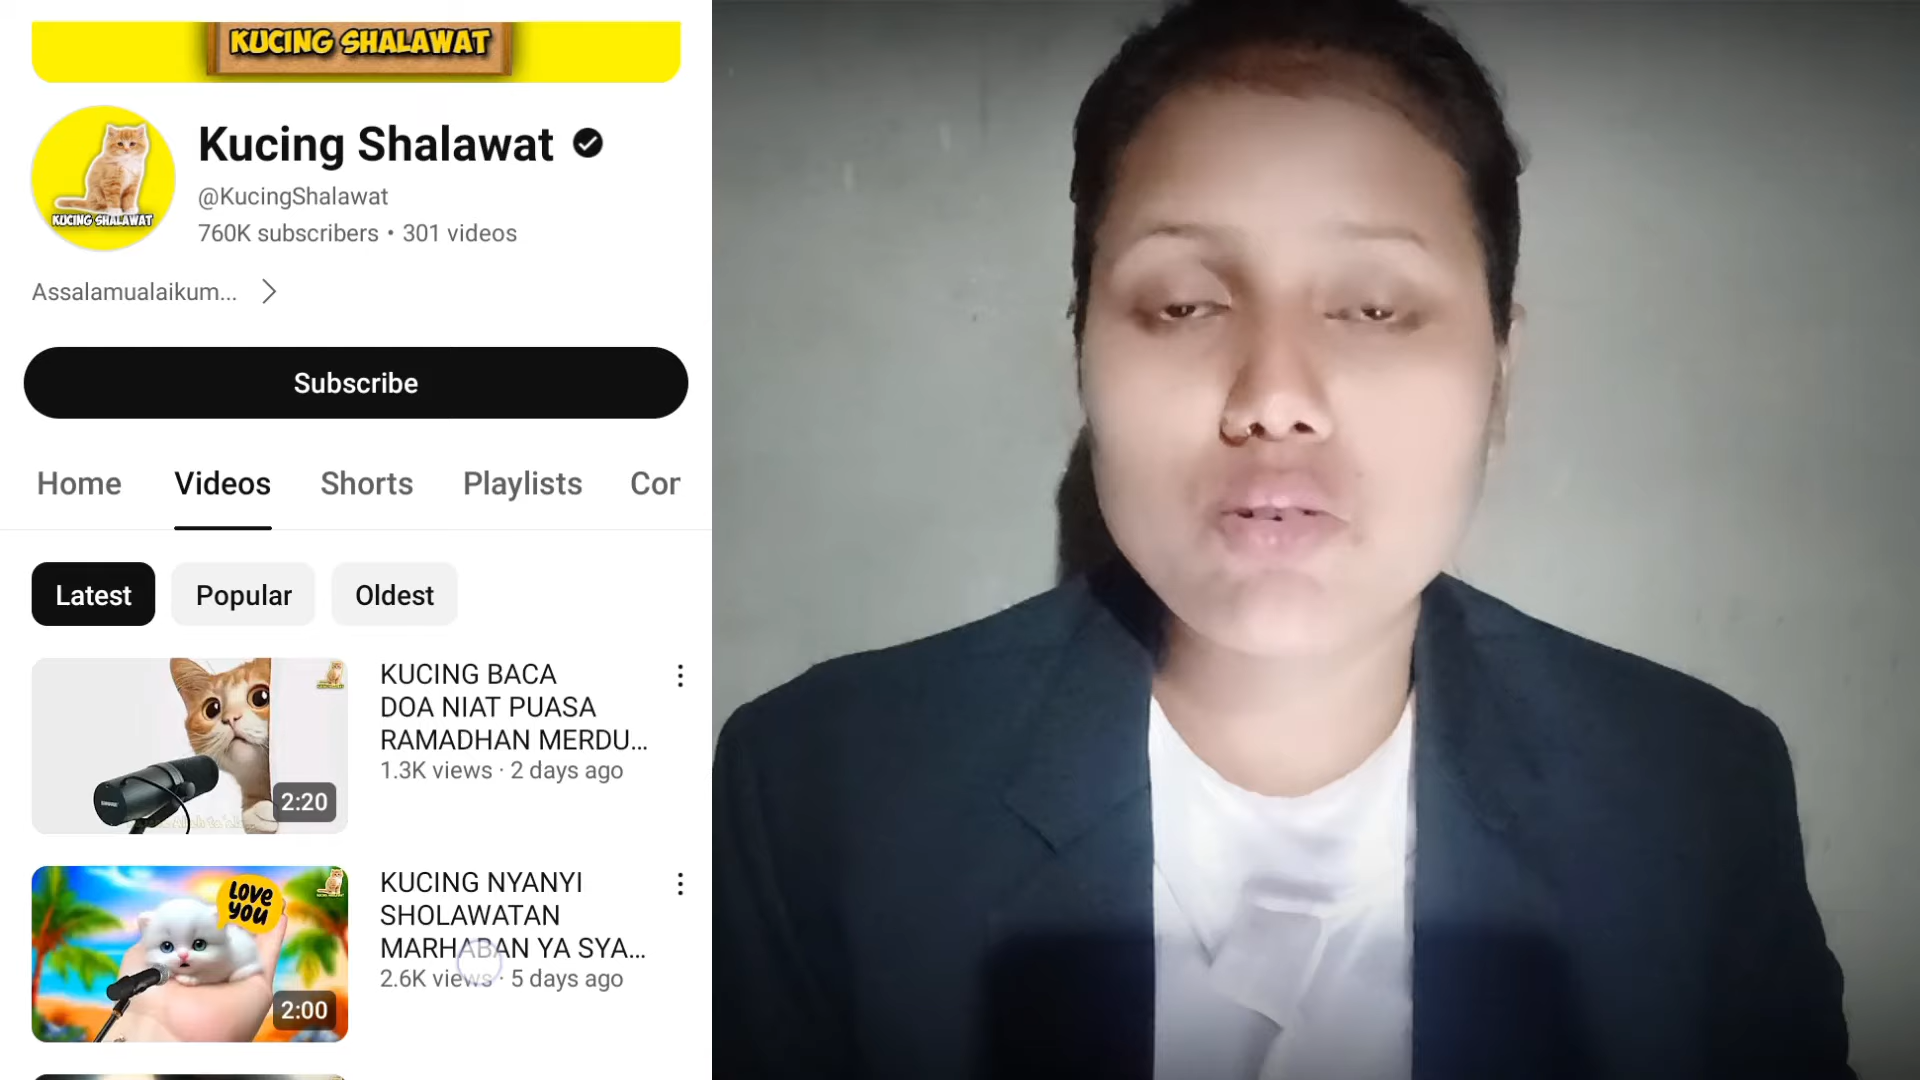 KUCING SHALAWAT
KUCING SHALAWAT
Kucing Shalawat
@KucingShalawat
760K subscribers • 301 videos
Assalamualaikum...
Subscribe
Home Videos Shorts Playlists Cor
Latest Popular Oldest
KUCING BACA
DOA NIAT PUASA
RAMADHAN MERDU...
1.3K views · 2 days ago
2:20
LOVE
YOU
KUCING NYANYI
SHOLAWATAN
MARHABAN YA SYA...
2.6K views · 5 days ago
2:00